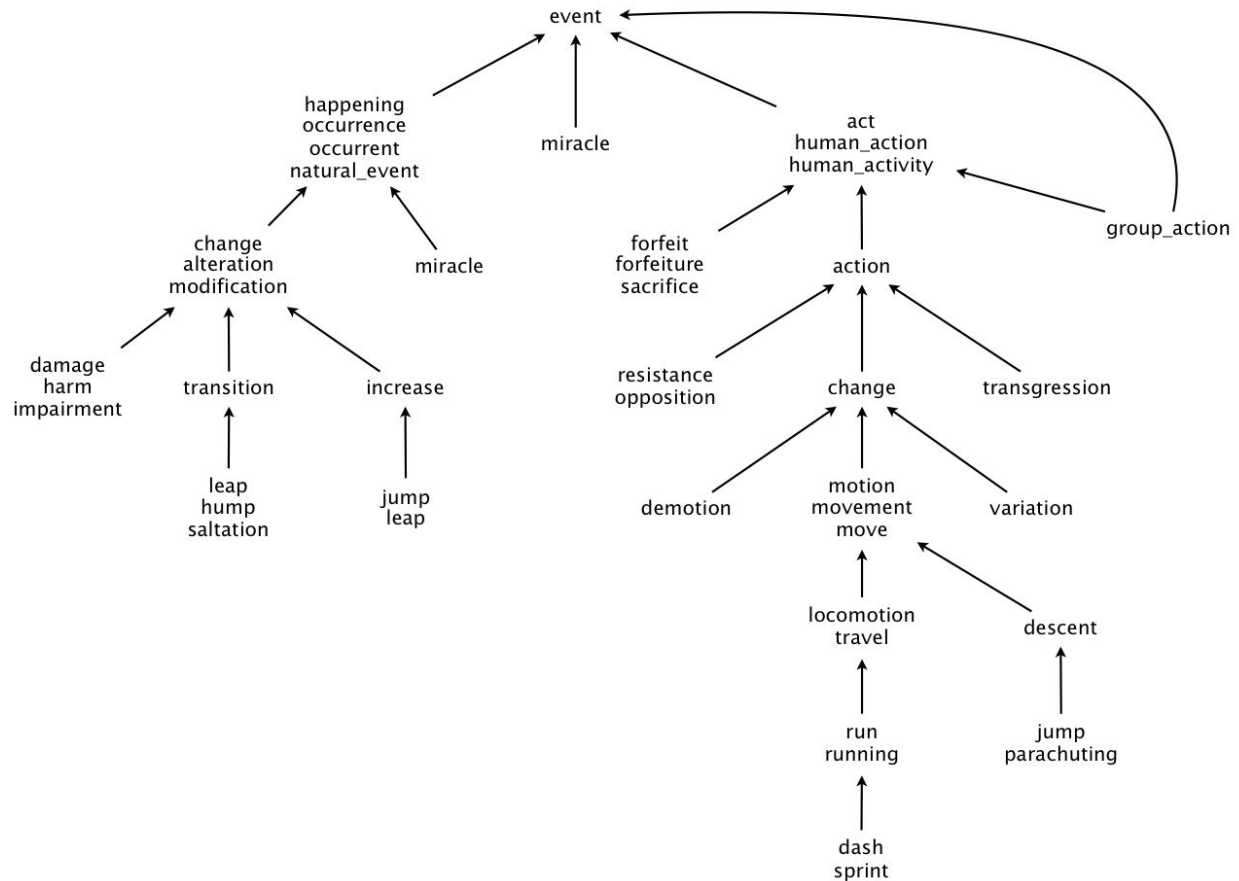 event
happening
occurrence
occurrent
natural_event
miracle
act
human_action
human_activity
group_action
change
alteration
modification
miracle
forfeit
forfeiture
sacrifice
action
damage
harm
impairment
transition
increase
resistance
opposition
change
transgression
leap
hump
saltation
jump
leap
demotion
motion
movement
move
variation
locomotion
travel
descent
run
running
jump
parachuting
dash
sprint